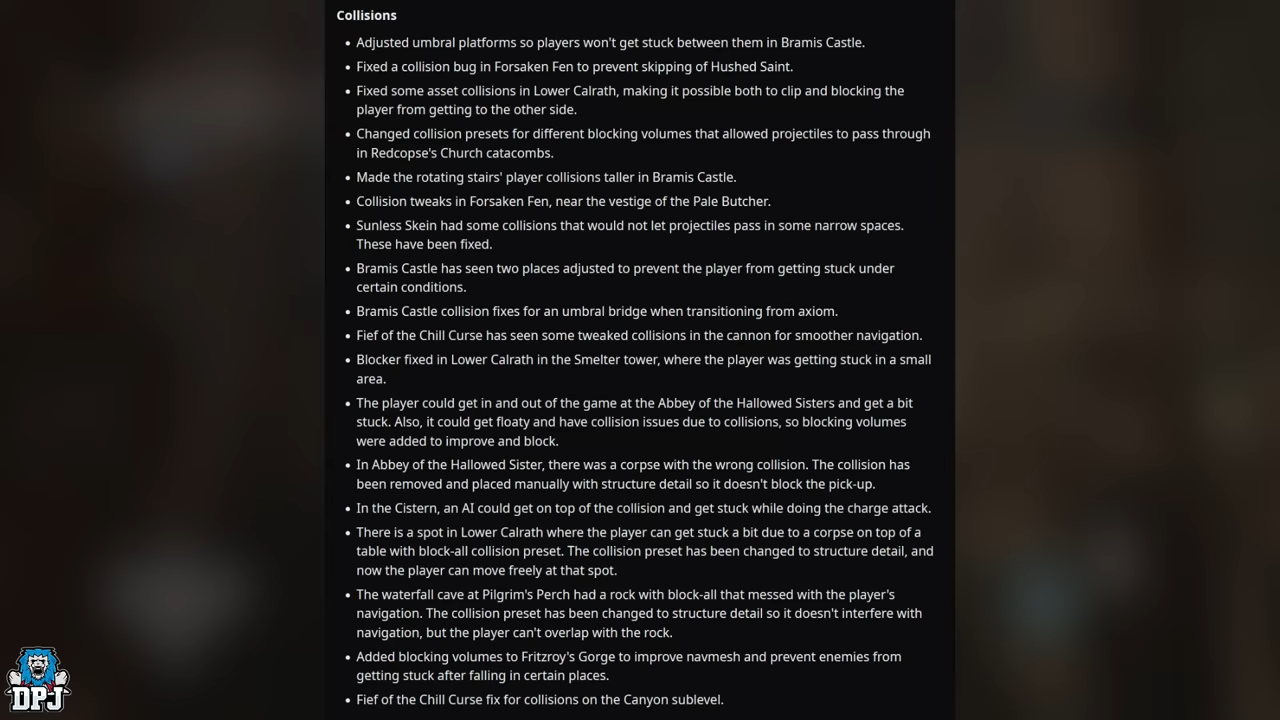 Collisions
• Adjusted umbral platforms so players won't get stuck between them in Bramis Castle.
• Fixed a collision bug in Forsaken Fen to prevent skipping of Hushed Saint.
• Fixed some asset collisions in Lower Calrath, making it possible both to clip and blocking the
player from getting to the other side.
• Changed collision presets for different blocking volumes that allowed projectiles to pass through
in Redcopse's Church catacombs.
• Made the rotating stairs' player collisions taller in Bramis Castle.
• Collision tweaks in Forsaken Fen, near the vestige of the Pale Butcher.
• Sunless Skein had some collisions that would not let projectiles pass in some narrow spaces.
These have been fixed.
• Bramis Castle has seen two places adjusted to prevent the player from getting stuck under
certain conditions.
• Bramis Castle collision fixes for an umbral bridge when transitioning from axiom.
• Fief of the Chill Curse has seen some tweaked collisions in the cannon for smoother navigation.
• Blocker fixed in Lower Calrath in the Smelter tower, where the player was getting stuck in a small
area.
• The player could get in and out of the game at the Abbey of the Hallowed Sisters and get a bit
stuck. Also, it could get floaty and have collision issues due to collisions, so blocking volumes
were added to improve and block.
• In Abbey of the Hallowed Sister, there was a corpse with the wrong collision. The collision has
been removed and placed manually with structure detail so it doesn't block the pick-up.
• In the Cistern, an AI could get on top of the collision and get stuck while doing the charge attack.
• There is a spot in Lower Calrath where the player can get stuck a bit due to a corpse on top of a
table with block-all collision preset. The collision preset has been changed to structure detail, and
now the player can move freely at that spot.
• The waterfall cave at Pilgrim's Perch had a rock with block-all that messed with the player's
navigation. The collision preset has been changed to structure detail so it doesn't interfere with
navigation, but the player can't overlap with the rock.
• Added blocking volumes to Fritzroy's Gorge to improve navmesh and prevent enemies from
getting stuck after falling in certain places.
• Fief of the Chill Curse fix for collisions on the Canyon sublevel.
DPJ